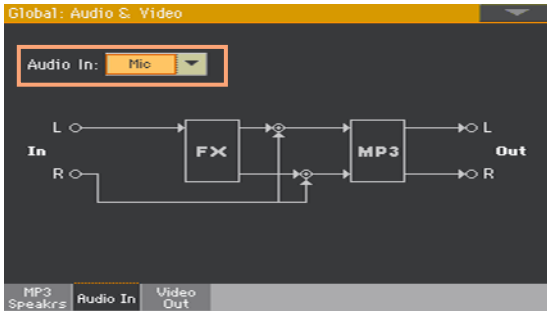 Global: Audio & Video
Audio In: Mic
L
In
R
FX
MP3
L
Out
R
MP3
Speakrs
Audio In
Video
Out